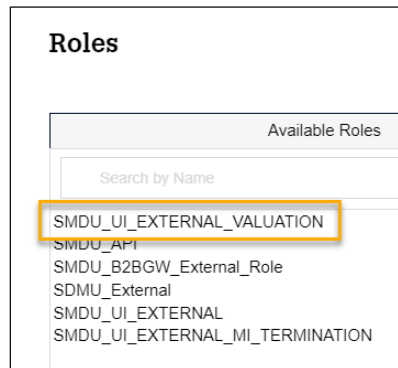 Roles
Available Roles
Search by Name
SMDU_UI_EXTERNAL_VALUATION
SMDU_API
SMDU_B2BGW_External_Role
SDMU_External
SMDU_UI_EXTERNAL
SMDU_UI_EXTERNAL_MI_TERMINATION